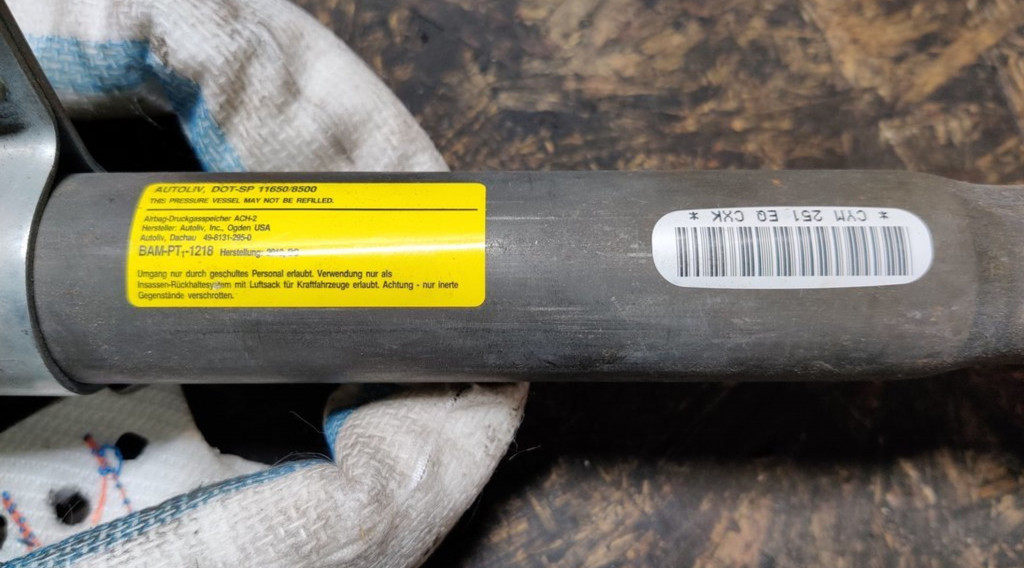 AUTOLIV, DOT-SP 11650/8500
THIS PRESSURE VESSEL MAY NOT BE REFILLED.
Airbag-Druckgasspeicher ACH-2
Hersteller: Autoliv, Inc., Ogden USA
Autoliv, Dachau 49-8131-295-0
BAM-PT₁-1218 Herstellung:
Umgang nur durch geschultes Personal erlaubt. Verwendung nur als
Insassen-Rückhaltesystem mit Luftsack für Kraftfahrzeuge erlaubt. Achtung - nur inerte
Gegenstände verschrotten.
* CYM 251 EQ CXK *